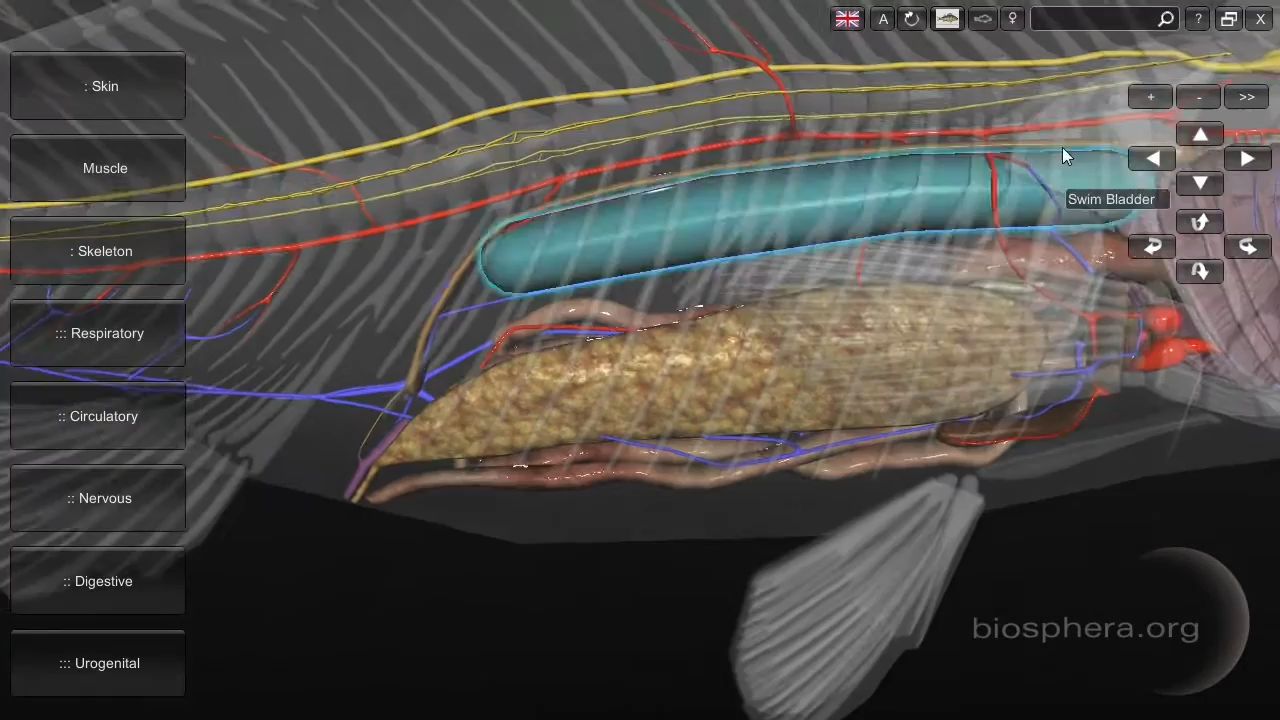 A
?
X
: Skin
+
-
>>
Muscle
Swim Bladder
: Skeleton
::: Respiratory
:: Circulatory
:: Nervous
:: Digestive
biosphera.org
::: Urogenital